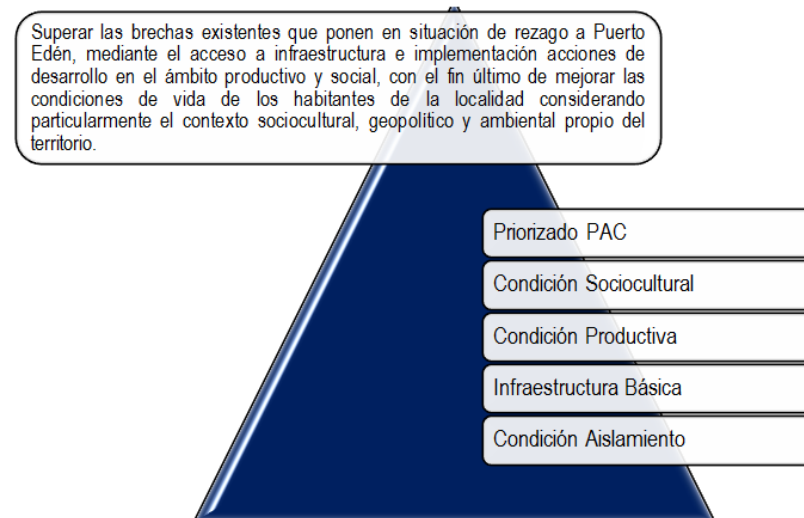 Superar las brechas existentes que ponen en situación de rezago a Puerto
Edén, mediante el acceso a infraestructura e implementación acciones de
desarrollo en el ámbito productivo y social, con el fin último de mejorar las
condiciones de vida de los habitantes de la localidad considerando
particularmente el contexto sociocultural, geopolitico y ambiental propio del
territorio.
Priorizado PAC
Condición Sociocultural
Condición Productiva
Infraestructura Básica
Condición Aislamiento